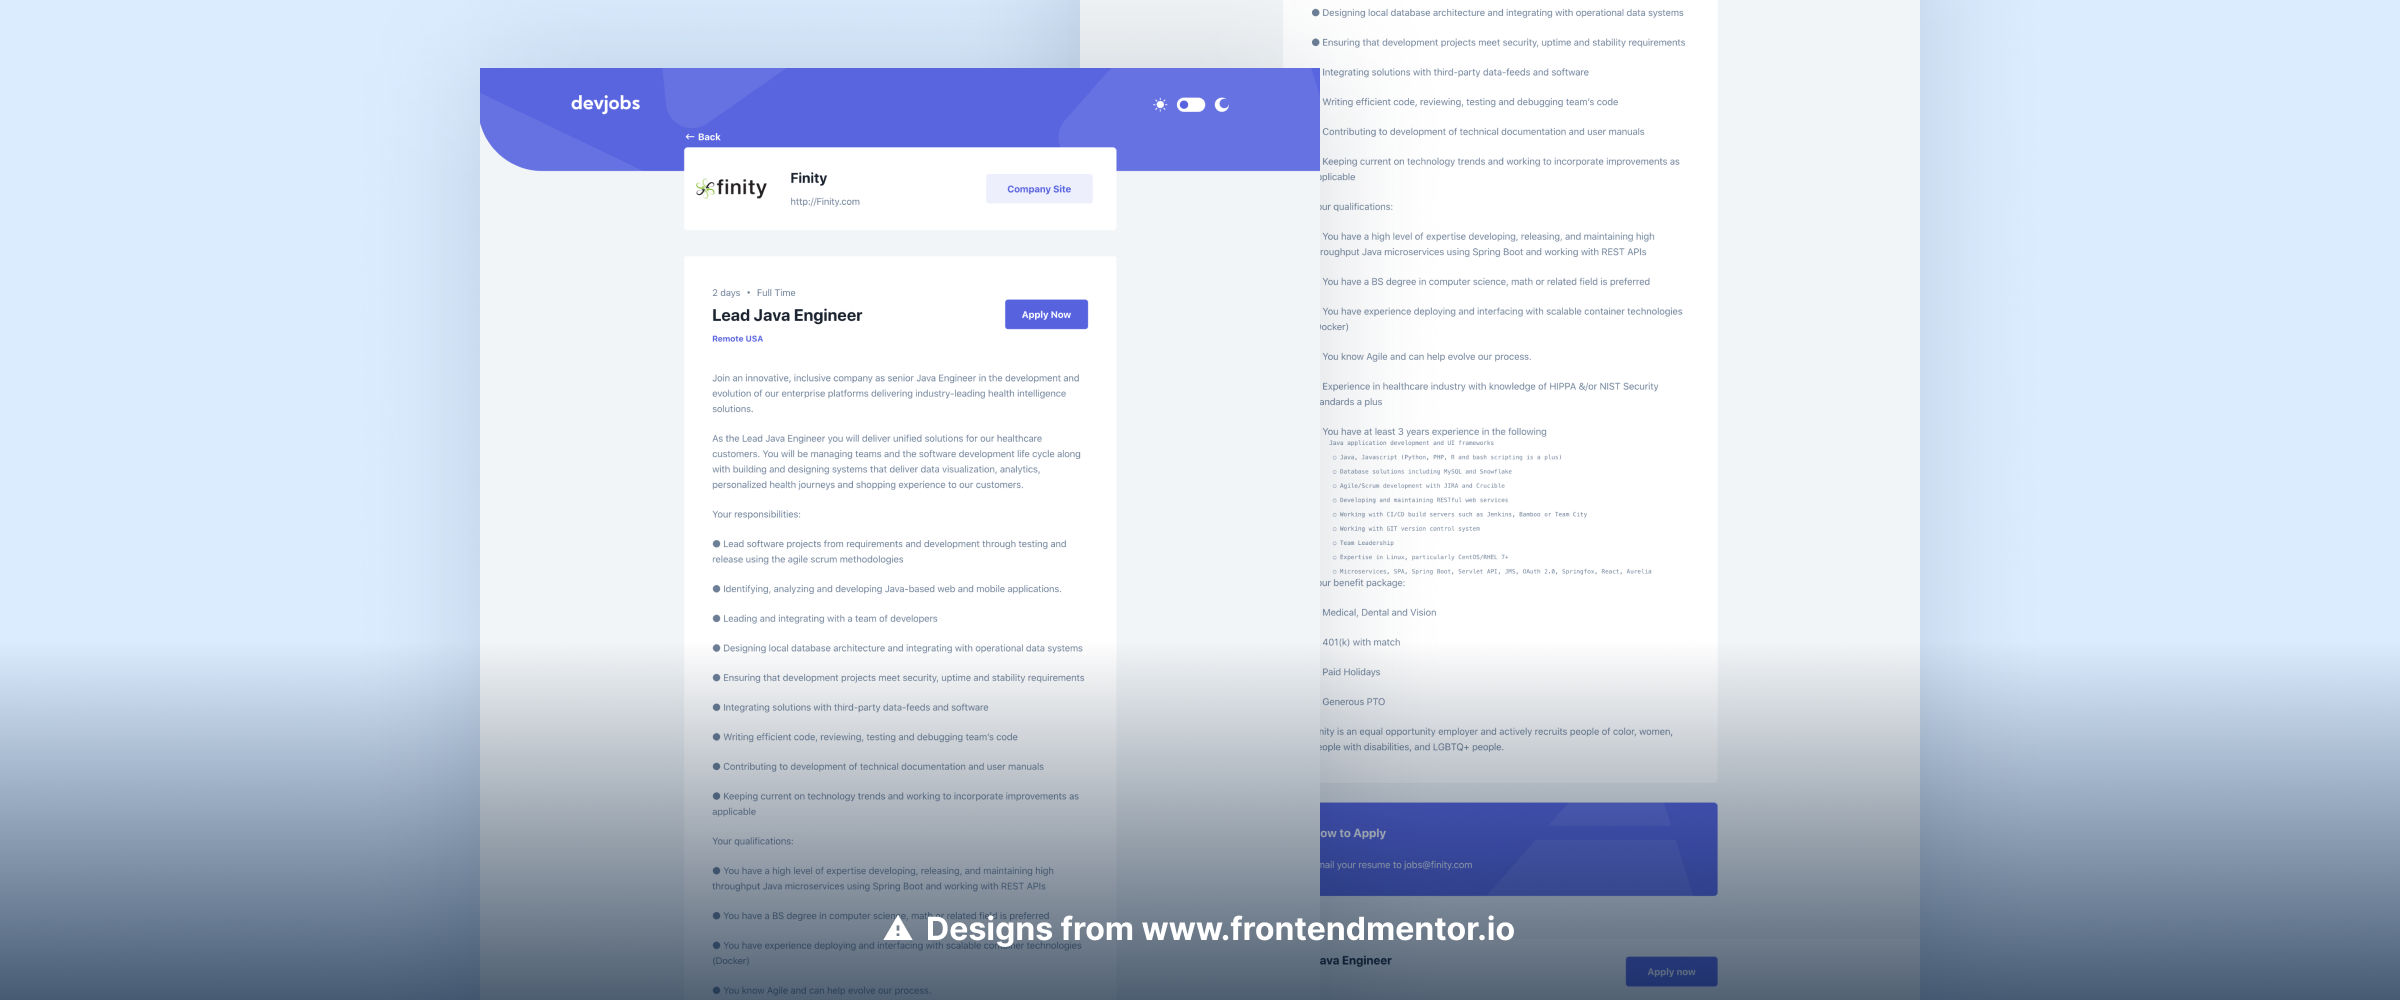 devjobs
← Back
finity
Finity
http://Finity.com
Company Site
2 days • Full Time
Lead Java Engineer
Remote USA
Apply Now
Join an innovative, inclusive company as senior Java Engineer in the development and
evolution of our enterprise platforms delivering industry-leading health intelligence
solutions.
As the Lead Java Engineer you will deliver unified solutions for our healthcare
customers. You will be managing teams and the software development life cycle along
with building and designing systems that deliver data visualization, analytics,
personalized health journeys and shopping experience to our customers.
Your responsibilities:
● Lead software projects from requirements and development through testing and
release using the agile scrum methodologies
● Identifying, analyzing and developing Java-based web and mobile applications.
● Leading and integrating with a team of developers
● Designing local database architecture and integrating with operational data systems
● Ensuring that development projects meet security, uptime and stability requirements
● Integrating solutions with third-party data-feeds and software
● Writing efficient code, reviewing, testing and debugging team's code
● Contributing to development of technical documentation and user manuals
● Keeping current on technology trends and working to incorporate improvements as
applicable
Your qualifications:
● You have a high level of expertise developing, releasing, and maintaining high
throughput Java microservices using Spring Boot and working with REST APIs
● You have a BS degree in computer science, math or related field is preferred
● You have experience deploying and interfacing with scalable container technologies
(Docker)
● You know Agile and can help evolve our process.
● Designing local database architecture and integrating with operational data systems
● Ensuring that development projects meet security, uptime and stability requirements
Integrating solutions with third-party data-feeds and software
Writing efficient code, reviewing, testing and debugging team's code
Contributing to development of technical documentation and user manuals
Keeping current on technology trends and working to incorporate improvements as
pplicable
our qualifications:
You have a high level of expertise developing, releasing, and maintaining high
roughput Java microservices using Spring Boot and working with REST APIs
You have a BS degree in computer science, math or related field is preferred
You have experience deploying and interfacing with scalable container technologies
ocker)
You know Agile and can help evolve our process.
Experience in healthcare industry with knowledge of HIPPA &/or NIST Security
andards a plus
You have at least 3 years experience in the following
Java application development and UI frameworks
○ Java, Javascript (Python, PHP, R and bash scripting is a plus)
○ Database solutions including MySQL and Snowflake
○ Agile/Scrum development with JIRA and Crucible
○ Developing and maintaining RESTful web services
○ Working with CI/CD build servers such as Jenkins, Bamboo or Team City
○ Working with GIT version control system
○ Team Leadership
○ Expertise in Linux, particularly CentOS/RHEL 7+
○ Microservices, SPA, Spring Boot, Servlet API, JMS, OAuth 2.0, Springfox, React, Aurelia
our benefit package:
Medical, Dental and Vision
401(k) with match
Paid Holidays
Generous PTO
nity is an equal opportunity employer and actively recruits people of color, women,
eople with disabilities, and LGBTQ+ people.
ow to Apply
mail your resume to jobs@finity.com
ava Engineer
Apply now
Designs from www.frontendmentor.io